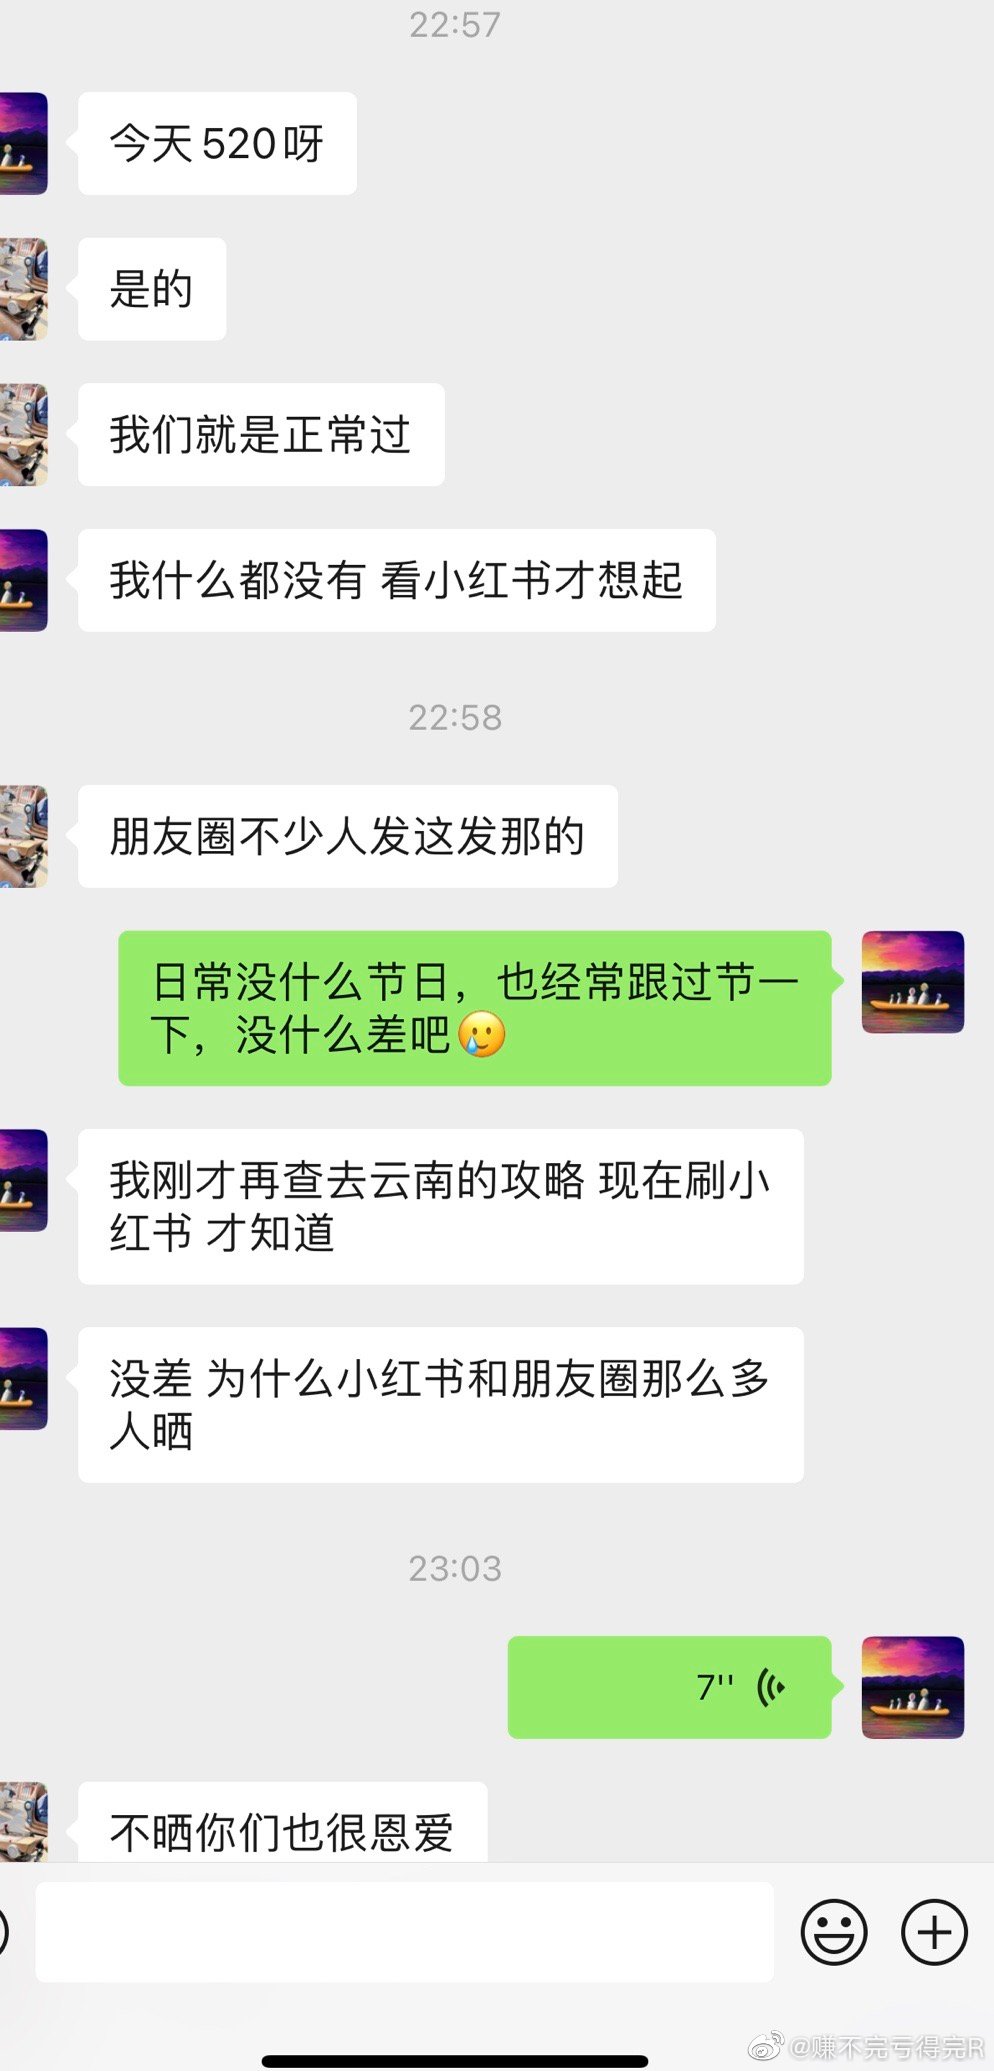 22:57
今天520呀
是的
我们就是正常过
我什么都没有 看小红书才想起
22:58
朋友圈不少人发这发那的
日常没什么节日，也经常跟过节一
下，没什么差吧🥲
我刚才再查去云南的攻略 现在刷小
红书 才知道
没差 为什么小红书和朋友圈那么多
人晒
23:03
7''
不晒你们也很恩爱
@赚不完亏得完R